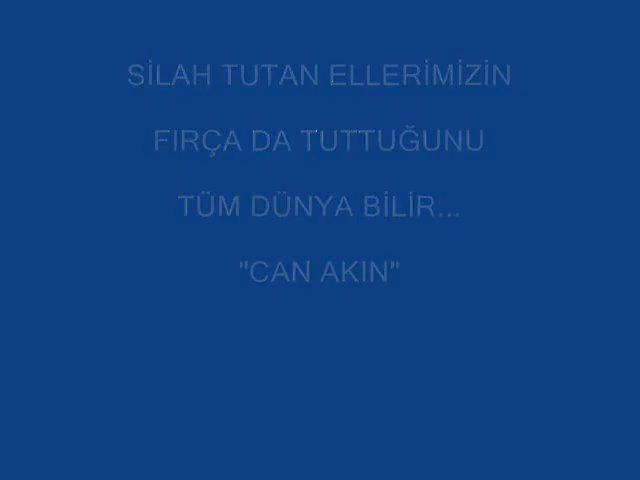 SİLAH TUTAN ELLERİMİZİN
FIRÇA DA TUTTUĞUNU
TÜM DÜNYA BİLİR...
"CAN AKIN"